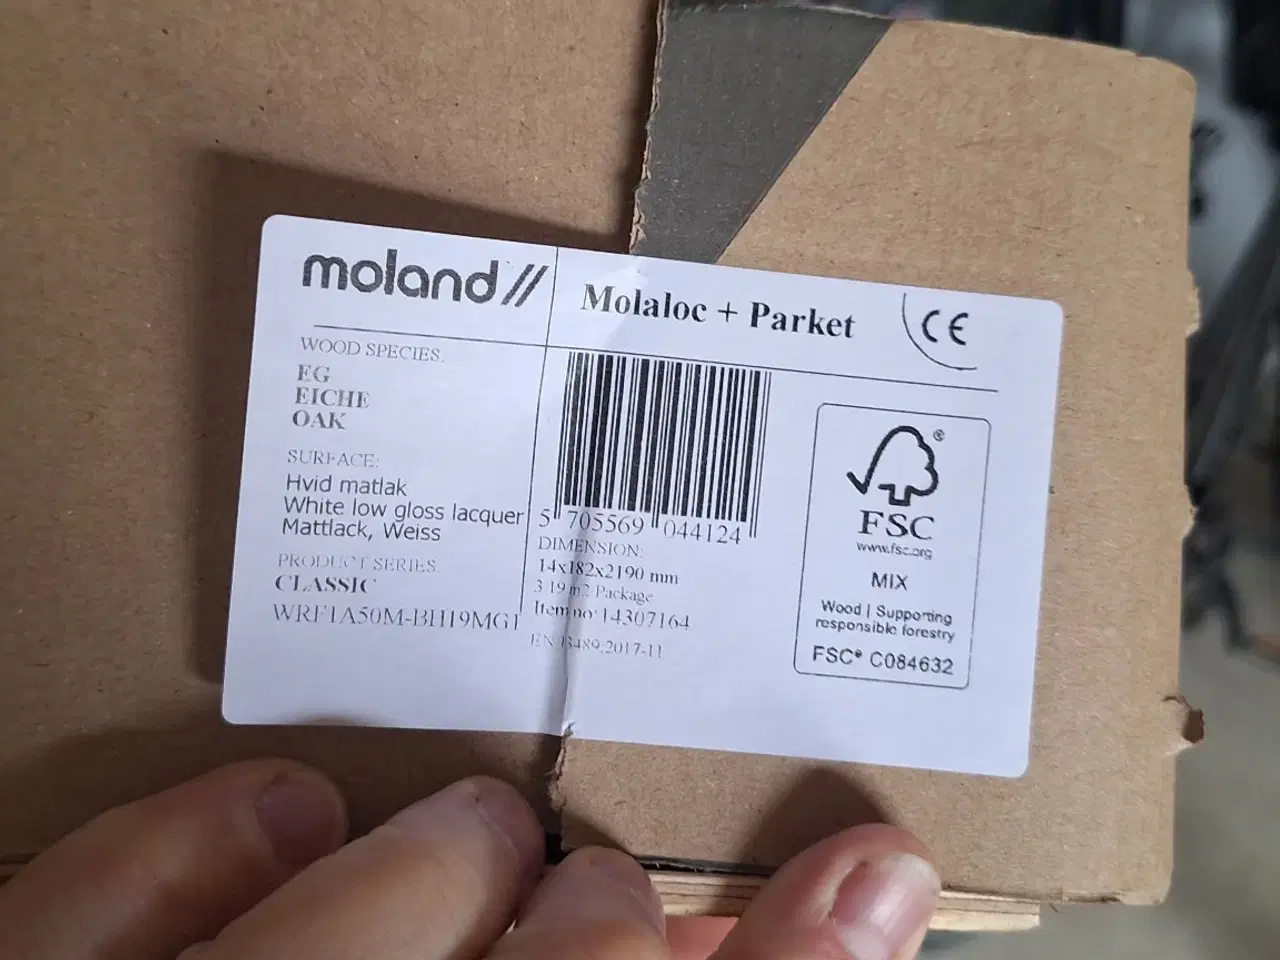 moland//
Molaloc + Parket
CE
WOOD SPECIES:
EG
EICHE
OAK
SURFACE:
Hvid matlak
White low gloss lacquer
Mattlack, Weiss
PRODUCT SERIES:
CLASSIC
WRF1A50M-BH19MG1
5 705569 044124
DIMENSION:
14x182x2190 mm
3.19 m2 Package
Item no: 14307164
EN 13489:2017-11
®
FSC
www.fsc.org
MIX
Wood | Supporting
responsible forestry
FSC® C084632